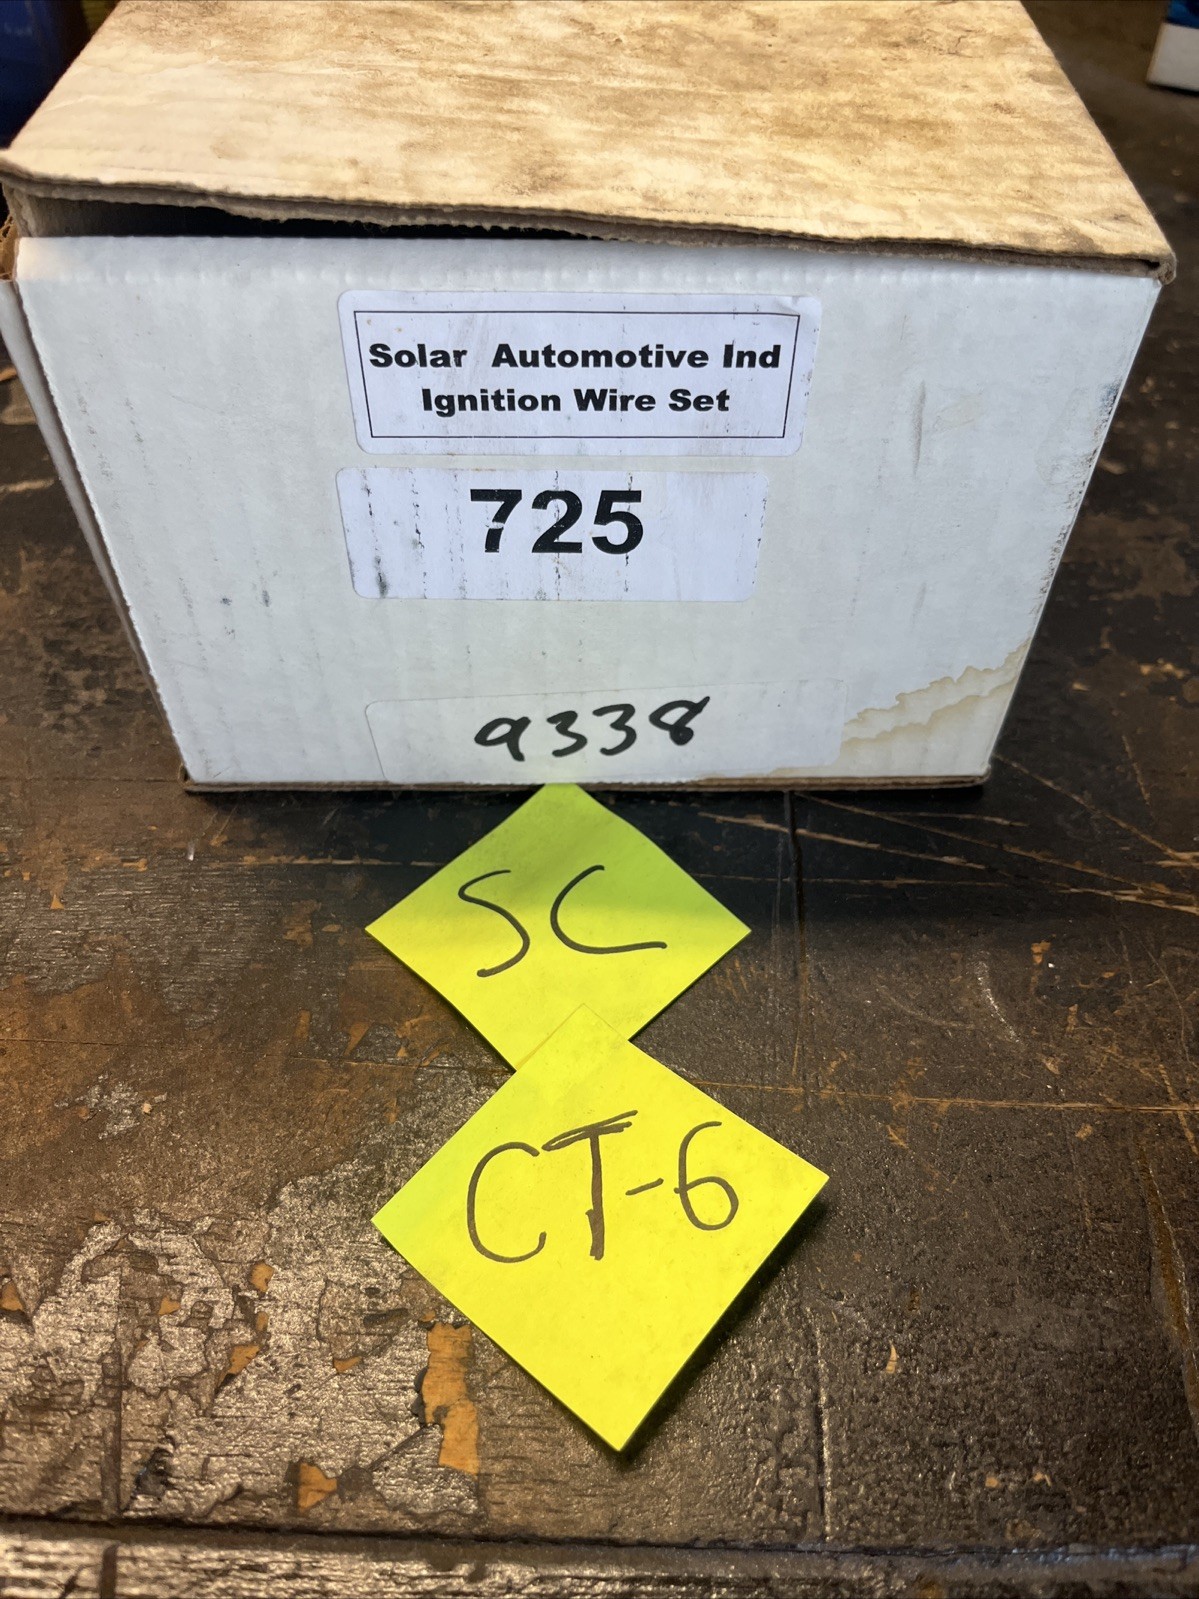 Solar Automotive Ind
Ignition Wire Set
725
9338
SC
CT-6